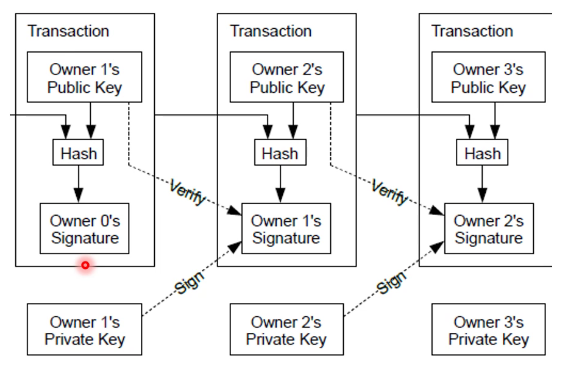 Transaction
Transaction
Transaction
Owner 1's
Public Key
Owner 2's
Public Key
Owner 3's
Public Key
Hash
Hash
Hash
Verify
Verify
Owner 0's
Signature
Owner 1's
Signature
Owner 2's
Signature
Sign
Sign
Owner 1's
Private Key
Owner 2's
Private Key
Owner 3's
Private Key